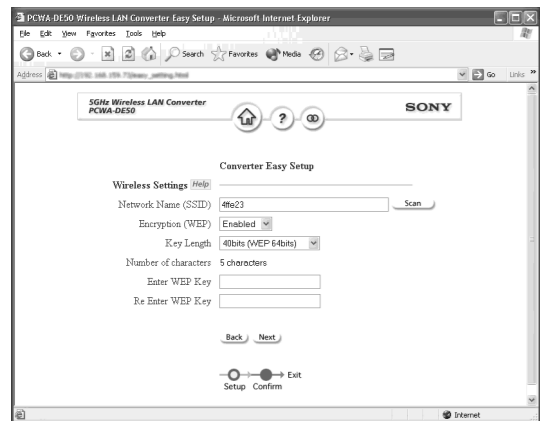 PCWA-DE50 Wireless LAN Converter Easy Setup - Microsoft Internet Explorer
File Edit View Favorites Tools Help
Back Search Favorites Media
Address Go Links »
5GHz Wireless LAN Converter
PCWA-DE50
SONY
?
Converter Easy Setup
Wireless Settings Help
Network Name (SSID) 4ffe23 Scan
Encryption (WEP) Enabled
Key Length 40bits (WEP 64bits)
Number of characters 5 characters
Enter WEP Key
Re Enter WEP Key
Back Next
Exit
Setup Confirm
Internet